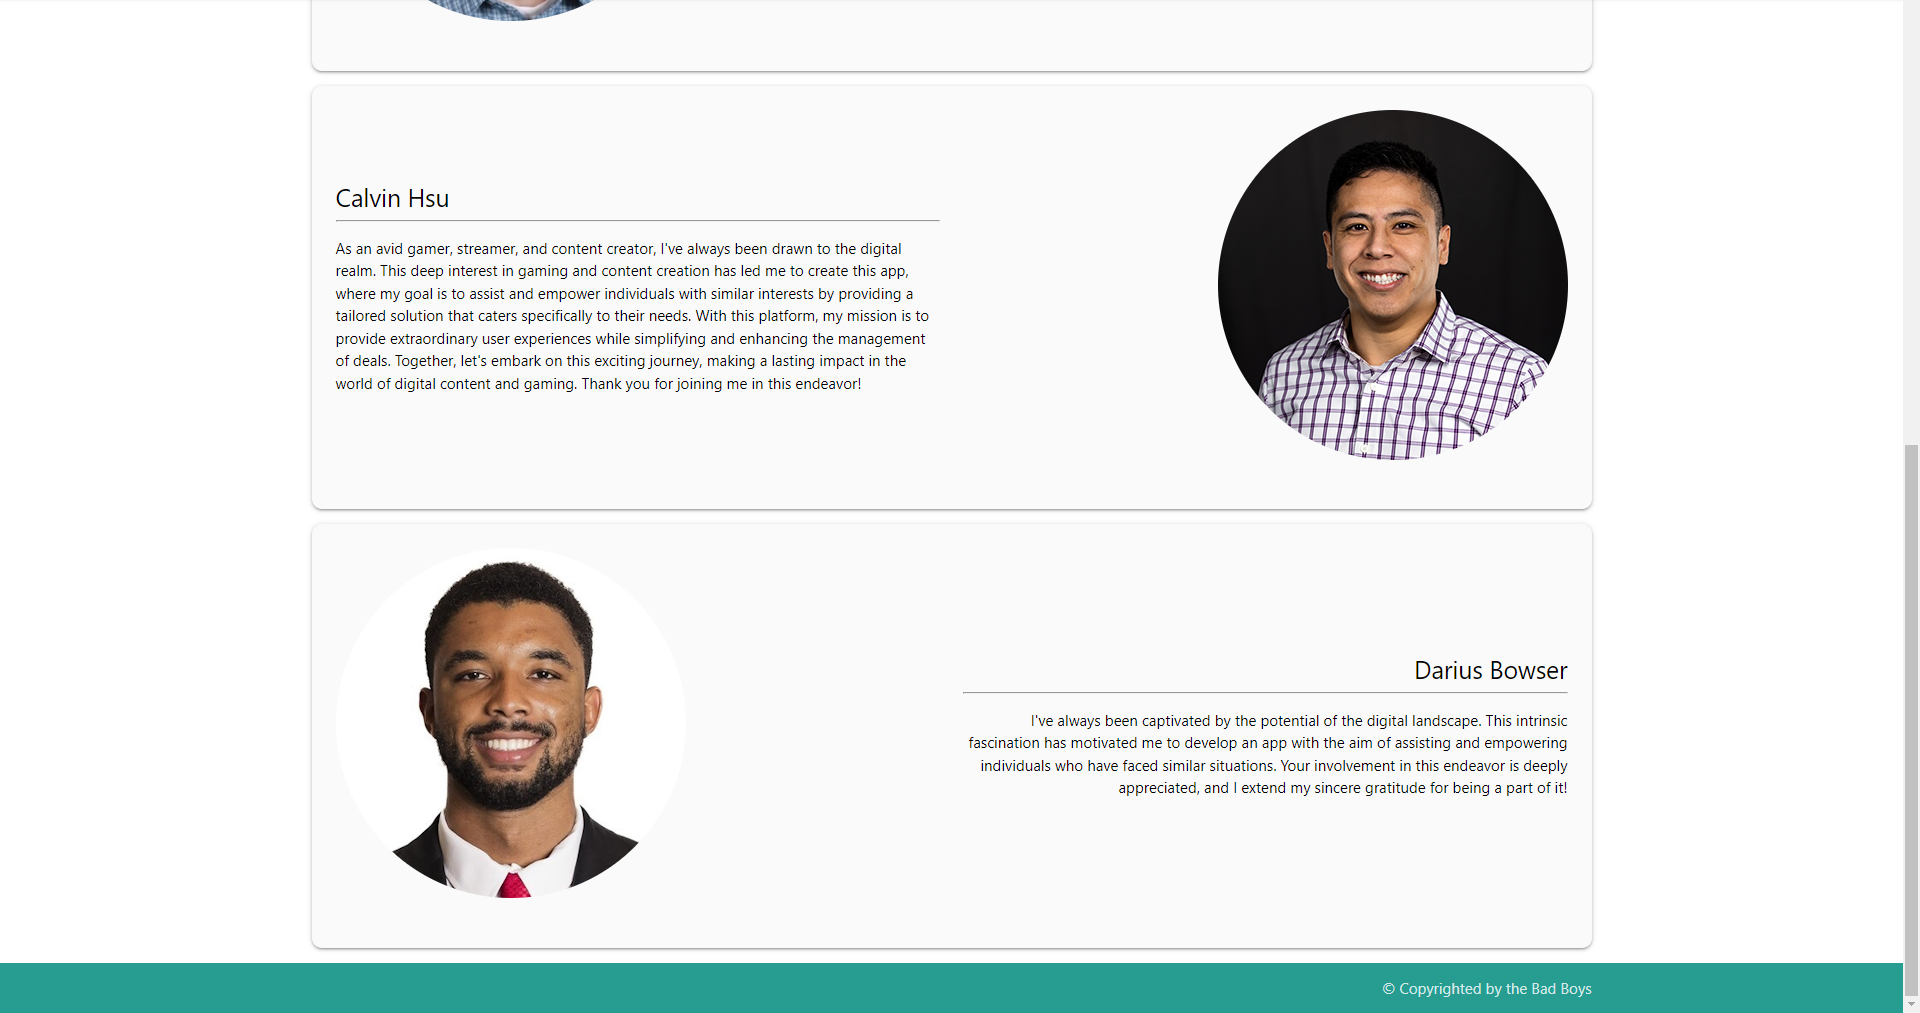 Calvin Hsu
As an avid gamer, streamer, and content creator, I've always been drawn to the digital
realm. This deep interest in gaming and content creation has led me to create this app,
where my goal is to assist and empower individuals with similar interests by providing a
tailored solution that caters specifically to their needs. With this platform, my mission is to
provide extraordinary user experiences while simplifying and enhancing the management
of deals. Together, let's embark on this exciting journey, making a lasting impact in the
world of digital content and gaming. Thank you for joining me in this endeavor!
Darius Bowser
I've always been captivated by the potential of the digital landscape. This intrinsic
fascination has motivated me to develop an app with the aim of assisting and empowering
individuals who have faced similar situations. Your involvement in this endeavor is deeply
appreciated, and I extend my sincere gratitude for being a part of it!
© Copyrighted by the Bad Boys